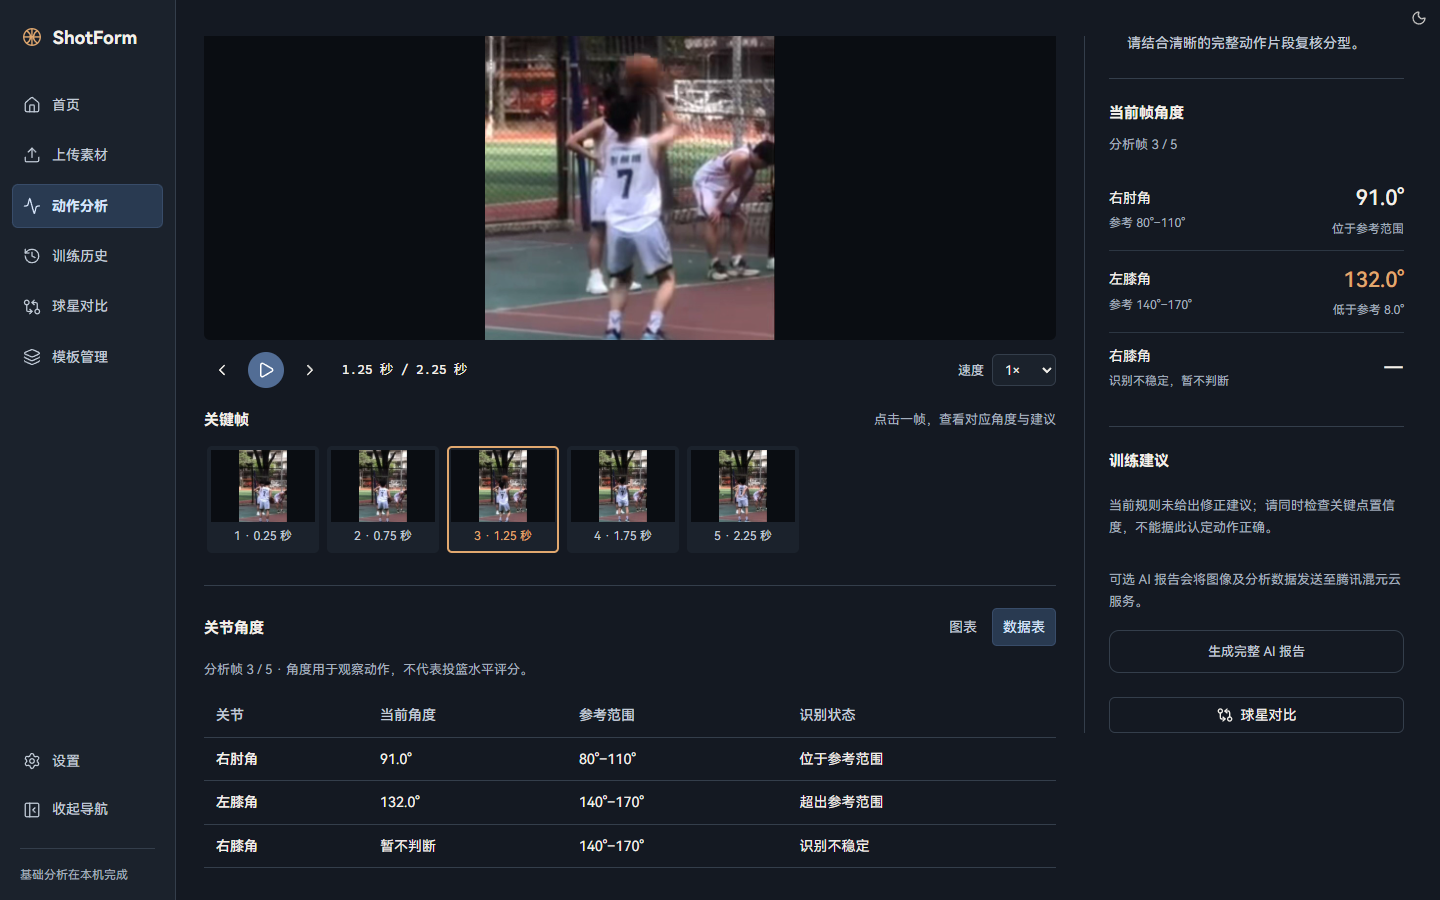 ShotForm
首页
上传素材
动作分析
训练历史
球星对比
模板管理
设置
收起导航
基础分析在本机完成
7
1.25 秒 / 2.25 秒
速度
1×
关键帧
点击一帧，查看对应角度与建议
1 · 0.25 秒
2 · 0.75 秒
3 · 1.25 秒
4 · 1.75 秒
5 · 2.25 秒
关节角度
图表
数据表
分析帧 3 / 5 · 角度用于观察动作，不代表投篮水平评分。
关节 当前角度 参考范围 识别状态
右肘角 91.0° 80°–110° 位于参考范围
左膝角 132.0° 140°–170° 超出参考范围
右膝角 暂不判断 140°–170° 识别不稳定
请结合清晰的完整动作片段复核分型。
当前帧角度
分析帧 3 / 5
右肘角 91.0°
参考 80°–110° 位于参考范围
左膝角 132.0°
参考 140°–170° 低于参考 8.0°
右膝角 —
识别不稳定，暂不判断
训练建议
当前规则未给出修正建议；请同时检查关键点置信
度，不能据此认定动作正确。
可选 AI 报告会将图像及分析数据发送至腾讯混元云
服务。
生成完整 AI 报告
球星对比